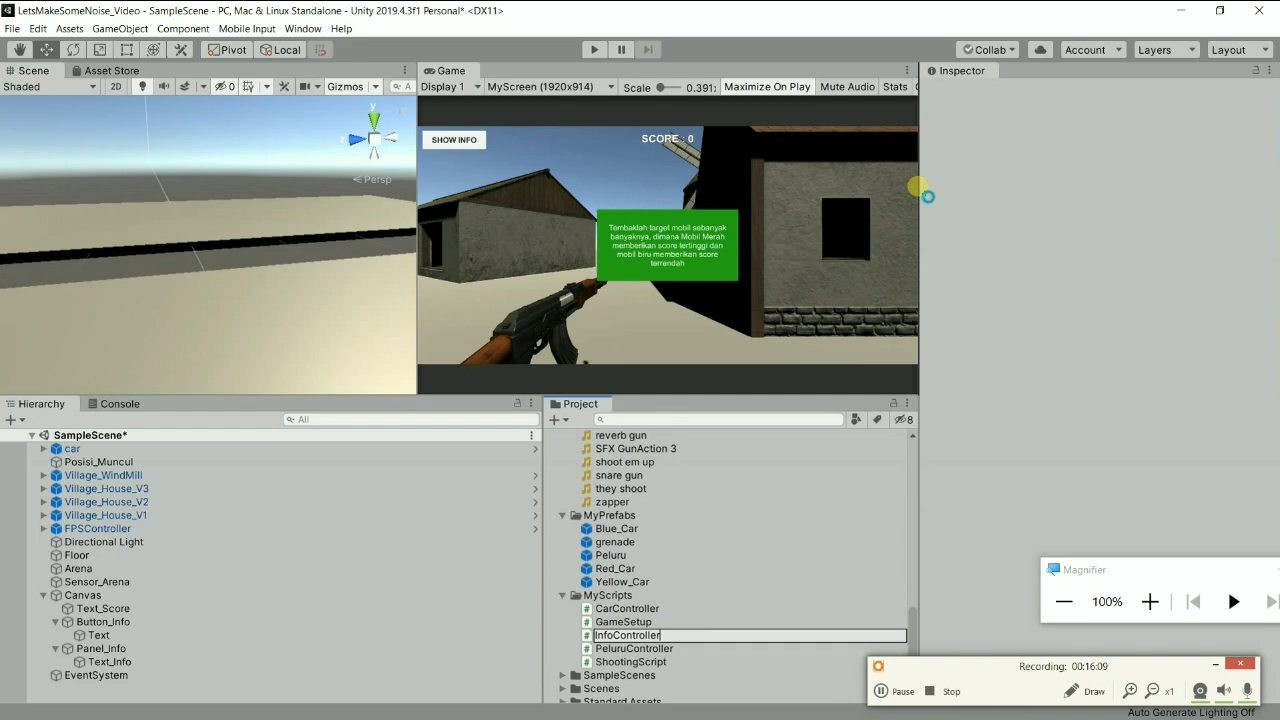 LetsMakeSomeNoise_Video - SampleScene - PC, Mac & Linux Standalone - Unity 2019.4.3f1 Personal* <DX11>
File Edit Assets GameObject Component Mobile Input Window Help
Pivot Local Collab Account Layers Layout
Scene Asset Store Game Inspector
Shaded 2D 0 Gizmos A Display 1 MyScreen (1920x914) Scale 0.391 Maximize On Play Mute Audio Stats
y
z
Persp
SHOW INFO SCORE : 0
Tembaklah target mobil sebanyak
banyaknya, dimana Mobil Merah
memberikan score tertinggi dan
mobil biru memberikan score
terrendah
Hierarchy Console
All
SampleScene*
car
Posisi_Muncul
Village_WindMill
Village_House_V3
Village_House_V2
Village_House_V1
FPSController
Directional Light
Floor
Arena
Sensor_Arena
Canvas
Text_Score
Button_Info
Text
Panel_Info
Text_Info
EventSystem
Project
8
reverb gun
SFX GunAction 3
shoot em up
snare gun
they shoot
zapper
MyPrefabs
Blue_Car
grenade
Peluru
Red_Car
Yellow_Car
MyScripts
CarController
GameSetup
InfoController
PeluruController
ShootingScript
SampleScenes
Scenes
Standard Assets
Magnifier
100%
Recording: 00:16:09
Pause Stop Draw x1
Auto Generate Lighting Off